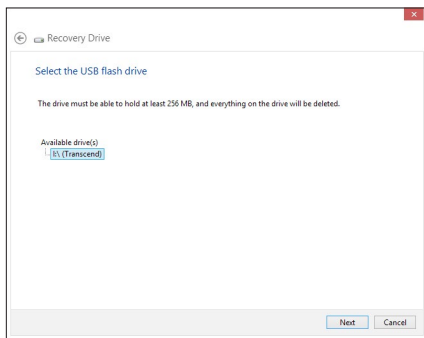 Recovery Drive
Select the USB flash drive
The drive must be able to hold at least 256 MB, and everything on the drive will be deleted.
Available drive(s)
I:\ (Transcend)
Next Cancel